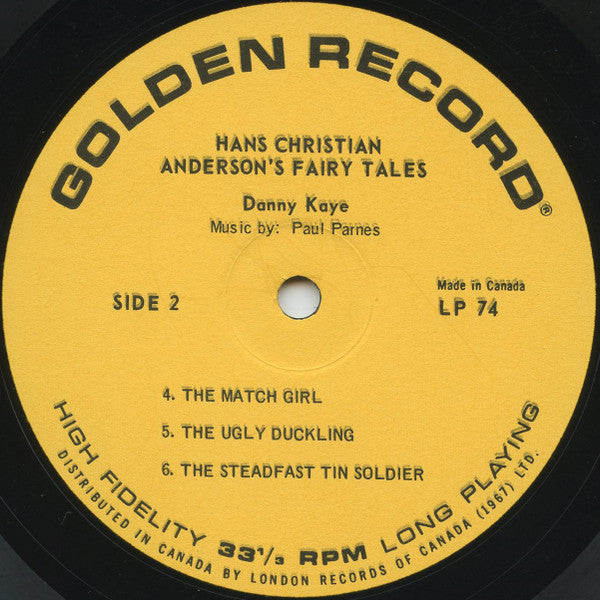 GOLDEN RECORD®
HANS CHRISTIAN
ANDERSON'S FAIRY TALES
Danny Kaye
Music by: Paul Parnes
SIDE 2
Made in Canada
LP 74
4. THE MATCH GIRL
5. THE UGLY DUCKLING
6. THE STEADFAST TIN SOLDIER
HIGH FIDELITY 33⅓ RPM LONG PLAYING
DISTRIBUTED IN CANADA BY LONDON RECORDS OF CANADA (1967) LTD.